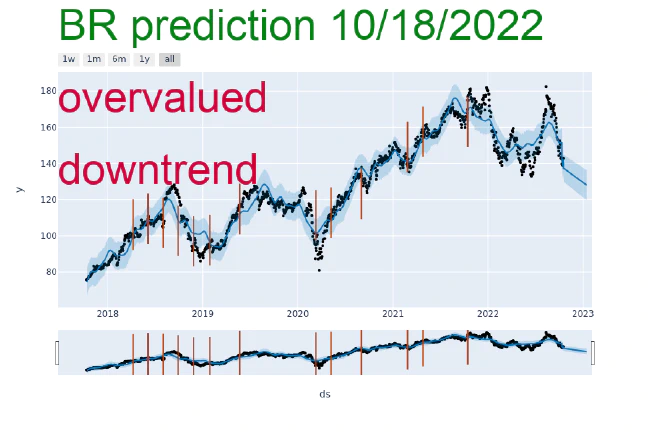 BR prediction 10/18/2022
1w 1m 6m 1y all
overvalued
downtrend
180
160
140
120
100
80
y
2018 2019 2020 2021 2022 2023
ds